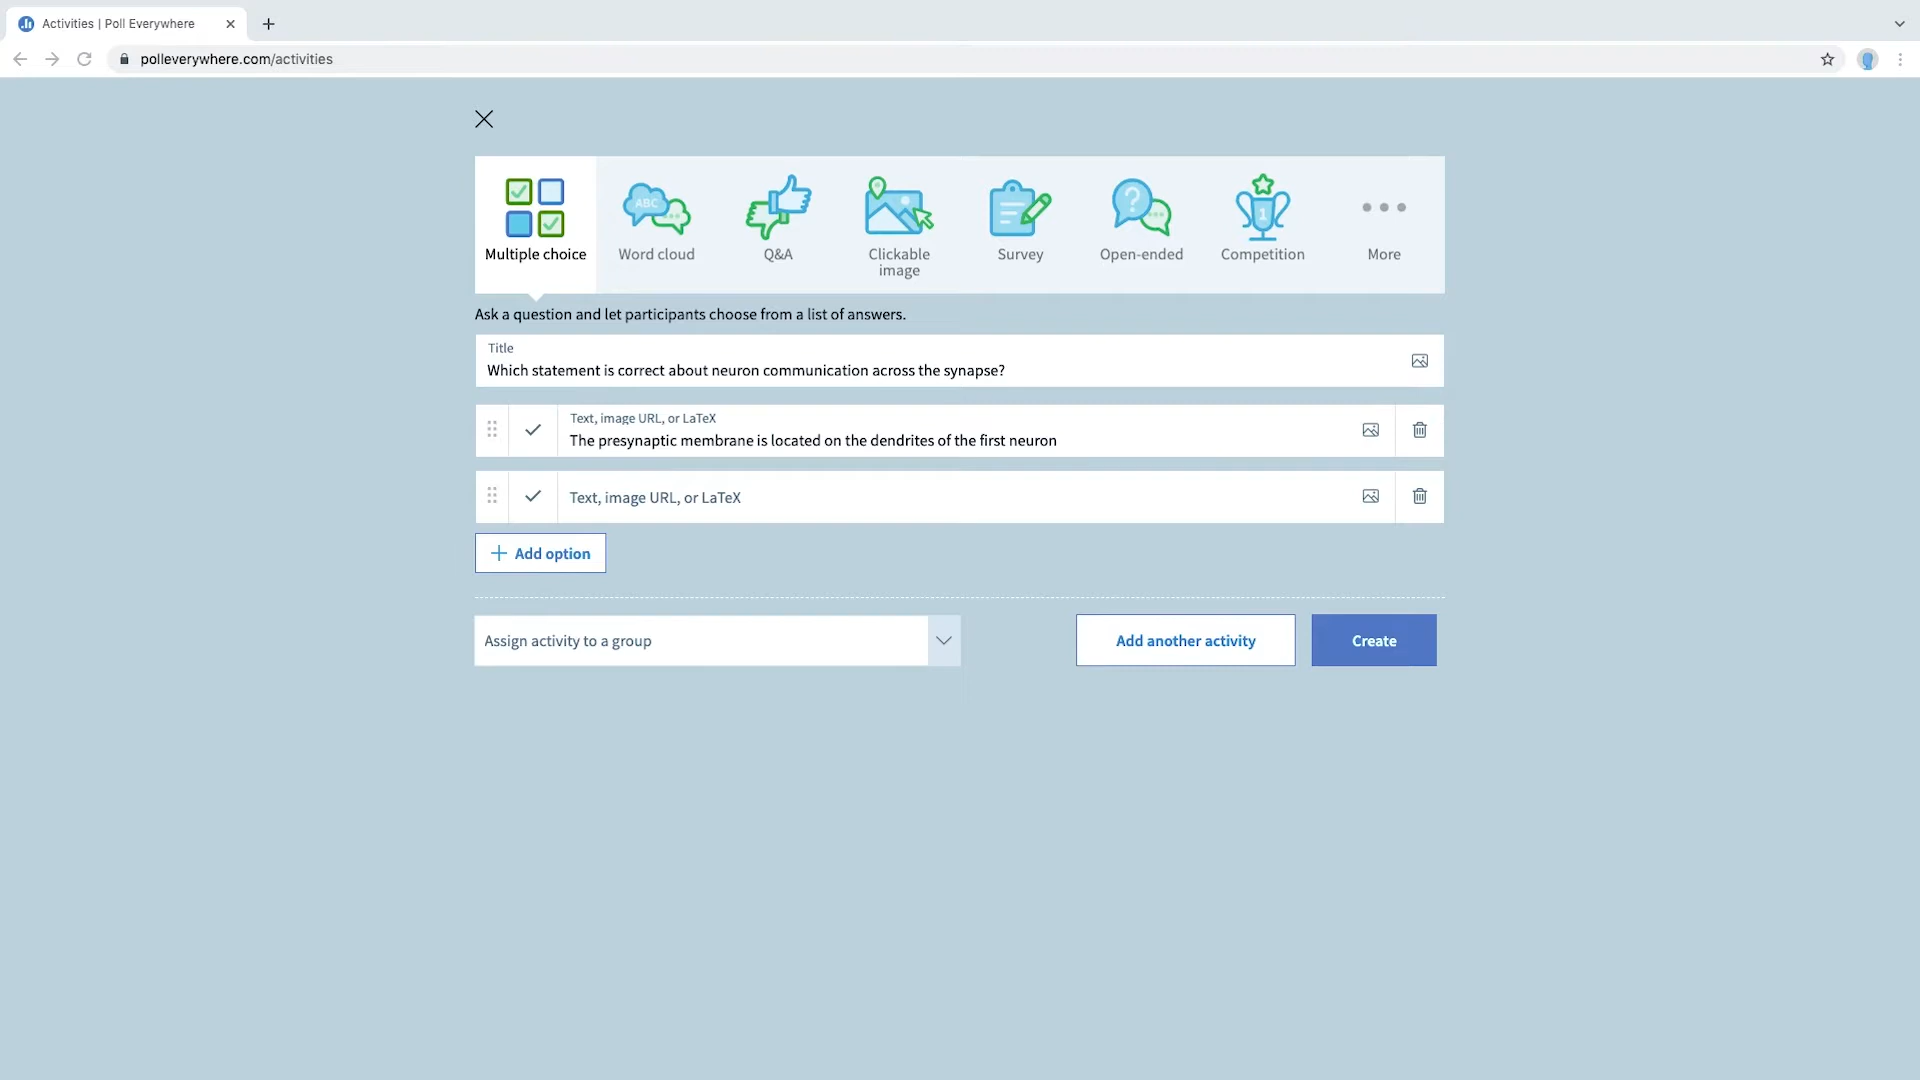 Activities | Poll Everywhere
polleverywhere.com/activities
ABC
?
1
Multiple choice
Word cloud
Q&A
Clickable
image
Survey
Open-ended
Competition
More
Ask a question and let participants choose from a list of answers.
Title
Which statement is correct about neuron communication across the synapse?
Text, image URL, or LaTeX
The presynaptic membrane is located on the dendrites of the first neuron
Text, image URL, or LaTeX
Add option
Assign activity to a group
Add another activity
Create